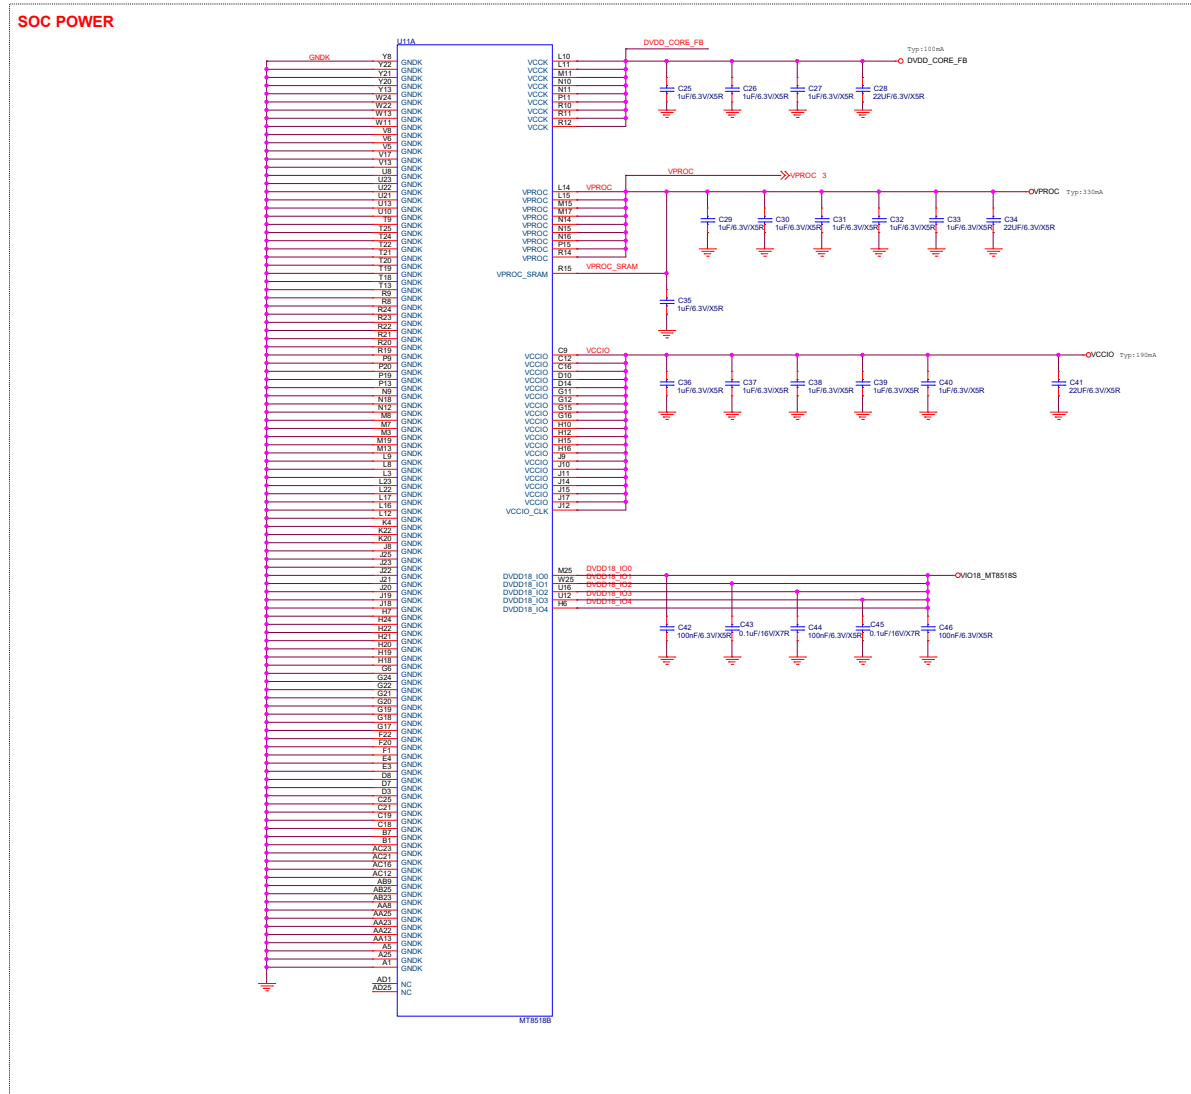 SOC POWER
U11A
GNDK
Y8 GNDK
Y22 GNDK
Y21 GNDK
Y20 GNDK
Y13 GNDK
W24 GNDK
W22 GNDK
W13 GNDK
W11 GNDK
V8 GNDK
V6 GNDK
V5 GNDK
V17 GNDK
V13 GNDK
U8 GNDK
U23 GNDK
U22 GNDK
U21 GNDK
U13 GNDK
U10 GNDK
T9 GNDK
T25 GNDK
T24 GNDK
T22 GNDK
T21 GNDK
T20 GNDK
T19 GNDK
T18 GNDK
T13 GNDK
R9 GNDK
R8 GNDK
R24 GNDK
R23 GNDK
R22 GNDK
R21 GNDK
R20 GNDK
R19 GNDK
P9 GNDK
P20 GNDK
P19 GNDK
P13 GNDK
N9 GNDK
N18 GNDK
N12 GNDK
M8 GNDK
M7 GNDK
M3 GNDK
M19 GNDK
M13 GNDK
L9 GNDK
L8 GNDK
L3 GNDK
L23 GNDK
L22 GNDK
L17 GNDK
L16 GNDK
L12 GNDK
K4 GNDK
K22 GNDK
K20 GNDK
J8 GNDK
J25 GNDK
J23 GNDK
J22 GNDK
J21 GNDK
J20 GNDK
J19 GNDK
J18 GNDK
H7 GNDK
H24 GNDK
H22 GNDK
H21 GNDK
H20 GNDK
H19 GNDK
H18 GNDK
G6 GNDK
G24 GNDK
G22 GNDK
G21 GNDK
G20 GNDK
G19 GNDK
G18 GNDK
G17 GNDK
F22 GNDK
F20 GNDK
F1 GNDK
E4 GNDK
E3 GNDK
D8 GNDK
D7 GNDK
D3 GNDK
C25 GNDK
C21 GNDK
C19 GNDK
C18 GNDK
B7 GNDK
B1 GNDK
AC23 GNDK
AC21 GNDK
AC16 GNDK
AC12 GNDK
AB9 GNDK
AB25 GNDK
AB23 GNDK
AA8 GNDK
AA25 GNDK
AA23 GNDK
AA22 GNDK
AA13 GNDK
A5 GNDK
A25 GNDK
A1 GNDK
AD1 NC
AD25 NC
MT8518B
DVDD_CORE_FB
Typ:100mA
DVDD_CORE_FB
VCCK L10
VCCK L11
VCCK M11
VCCK N10
VCCK N11
VCCK P11
VCCK R10
VCCK R11
VCCK R12
C25 1uF/6.3V/X5R
C26 1uF/6.3V/X5R
C27 1uF/6.3V/X5R
C28 22UF/6.3V/X5R
VPROC
VPROC 3
VPROC L14 VPROC
VPROC Typ:330mA
VPROC L15
VPROC M15
VPROC M17
VPROC N14
VPROC N15
VPROC N16
VPROC P15
VPROC R14
VPROC_SRAM R15 VPROC_SRAM
C29 1uF/6.3V/X5R
C30 1uF/6.3V/X5R
C31 1uF/6.3V/X5R
C32 1uF/6.3V/X5R
C33 1uF/6.3V/X5R
C34 22UF/6.3V/X5R
C35 1uF/6.3V/X5R
VCCIO C9 VCCIO
VCCIO Typ:190mA
VCCIO C12
VCCIO C16
VCCIO D10
VCCIO D14
VCCIO G11
VCCIO G12
VCCIO G15
VCCIO G16
VCCIO H10
VCCIO H12
VCCIO H15
VCCIO H16
VCCIO J9
VCCIO J10
VCCIO J11
VCCIO J14
VCCIO J15
VCCIO J17
VCCIO_CLK J12
C36 1uF/6.3V/X5R
C37 1uF/6.3V/X5R
C38 1uF/6.3V/X5R
C39 1uF/6.3V/X5R
C40 1uF/6.3V/X5R
C41 22UF/6.3V/X5R
DVDD18_IO0 M25 DVDD18_IO0
DVDD18_IO1 W25 DVDD18_IO1
DVDD18_IO2 U16 DVDD18_IO2
DVDD18_IO3 U12 DVDD18_IO3
DVDD18_IO4 H6 DVDD18_IO4
VIO18_MT8518S
C42 100nF/6.3V/X5R
C43 0.1uF/16V/X7R
C44 100nF/6.3V/X5R
C45 0.1uF/16V/X7R
C46 100nF/6.3V/X5R